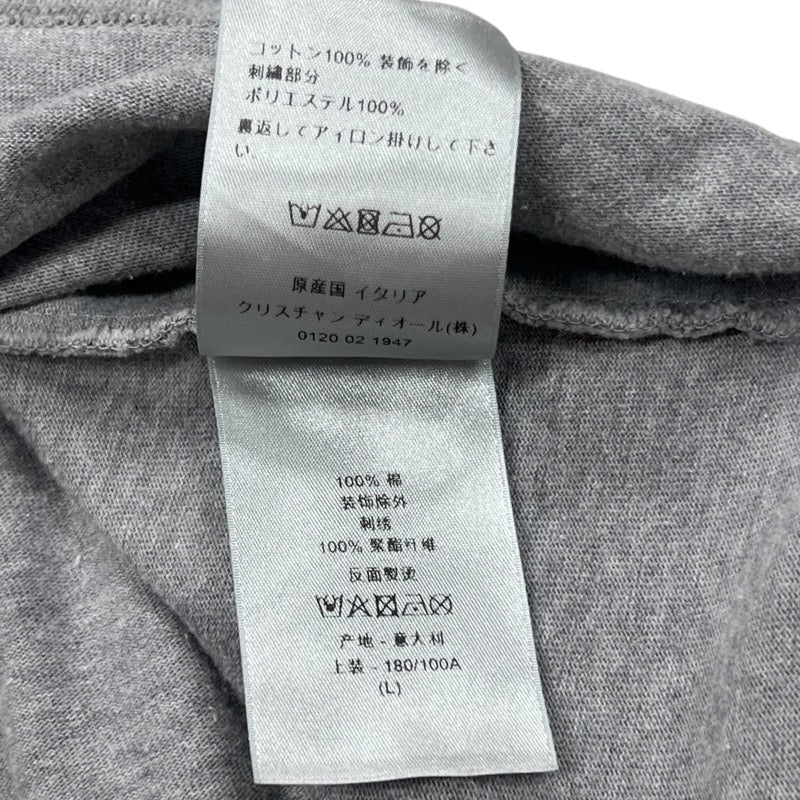 コットン100% 装飾を除く
刺繍部分
ポリエステル100%
裏返してアイロン掛けして下さ
い.
原産国 イタリア
クリスチャン ディオール(株)
0120 02 1947
100% 棉
装饰除外
刺绣
100% 聚酯纤维
反面製烫
产地 - 意大利
上装 - 180/100A
(L)